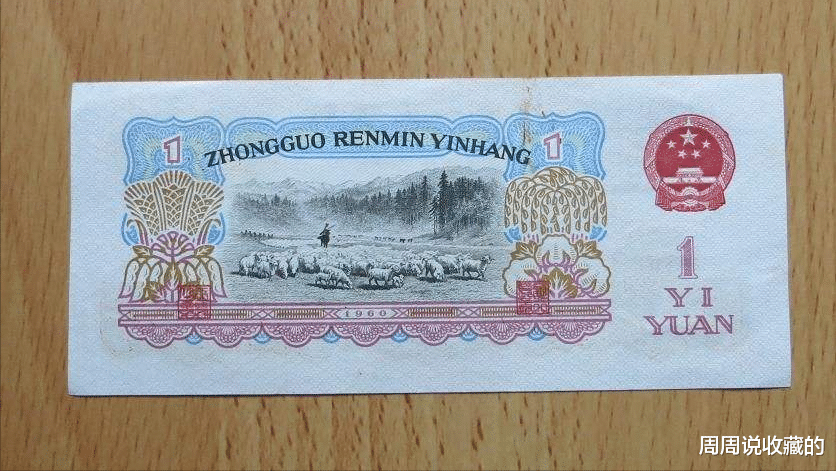 1
1
ZHONGGUO RENMIN YINHANG
1960
1
YI
YUAN
周周说收藏的